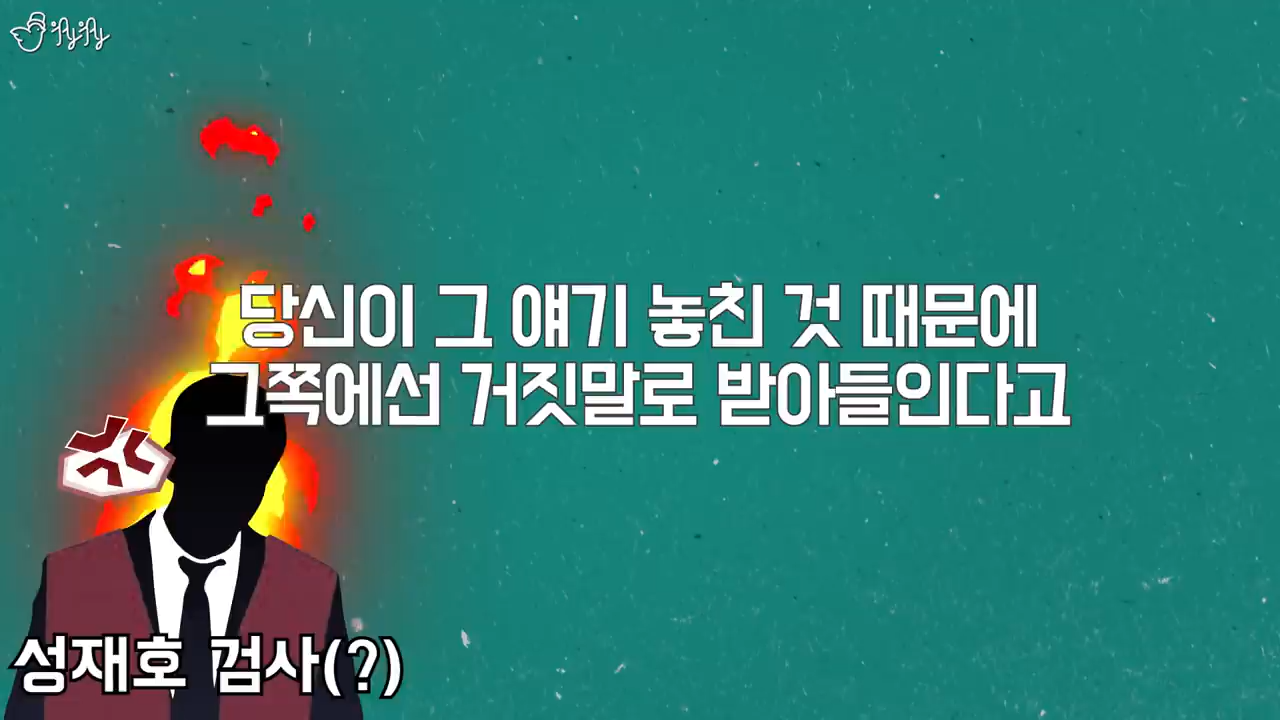 당신이 그 얘기 놓친 것 때문에
그쪽에선 거짓말로 받아들인다고
성재호 검사(?)